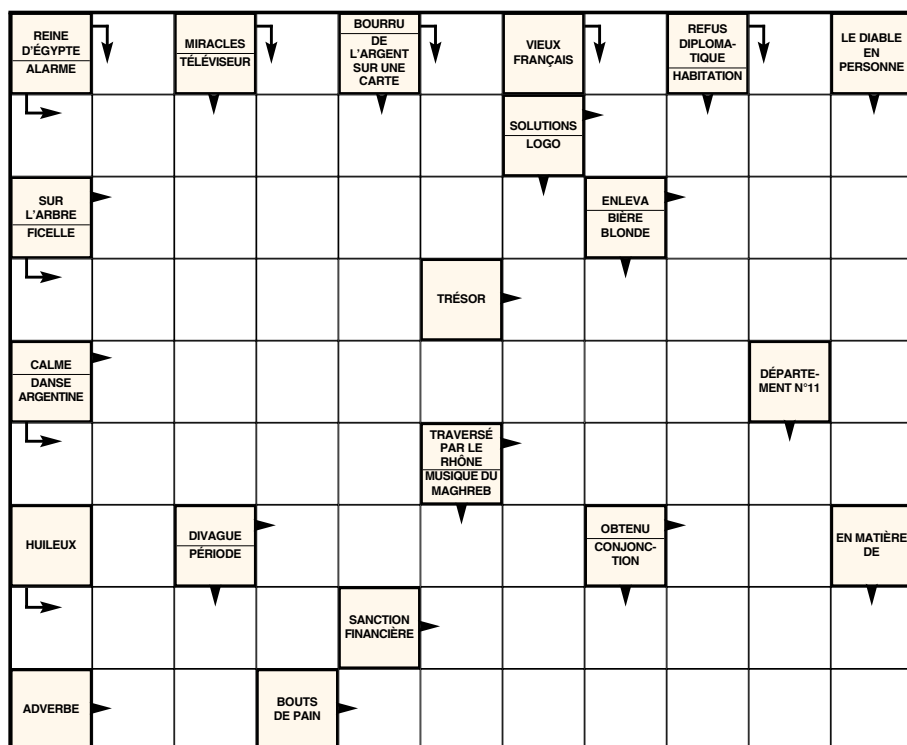 REINE
D'ÉGYPTE
ALARME
MIRACLES
TÉLÉVISEUR
BOURRU
DE
L'ARGENT
SUR UNE
CARTE
VIEUX
FRANÇAIS
REFUS
DIPLOMA-
TIQUE
HABITATION
LE DIABLE
EN
PERSONNE
SOLUTIONS
LOGO
SUR
L'ARBRE
FICELLE
ENLEVA
BIÈRE
BLONDE
TRÉSOR
CALME
DANSE
ARGENTINE
DÉPARTE-
MENT N°11
TRAVERSÉ
PAR LE
RHÔNE
MUSIQUE DU
MAGHREB
HUILEUX
DIVAGUE
PÉRIODE
OBTENU
CONJONC-
TION
EN MATIÈRE
DE
SANCTION
FINANCIÈRE
ADVERBE
BOUTS
DE PAIN